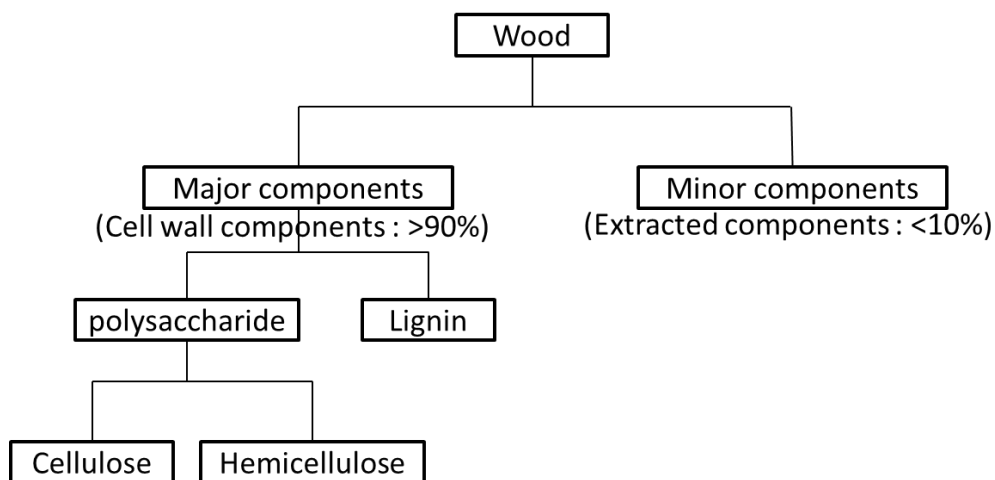 Wood
Major components
Minor components
(Cell wall components : >90%)
(Extracted components : <10%)
polysaccharide
Lignin
Cellulose
Hemicellulose